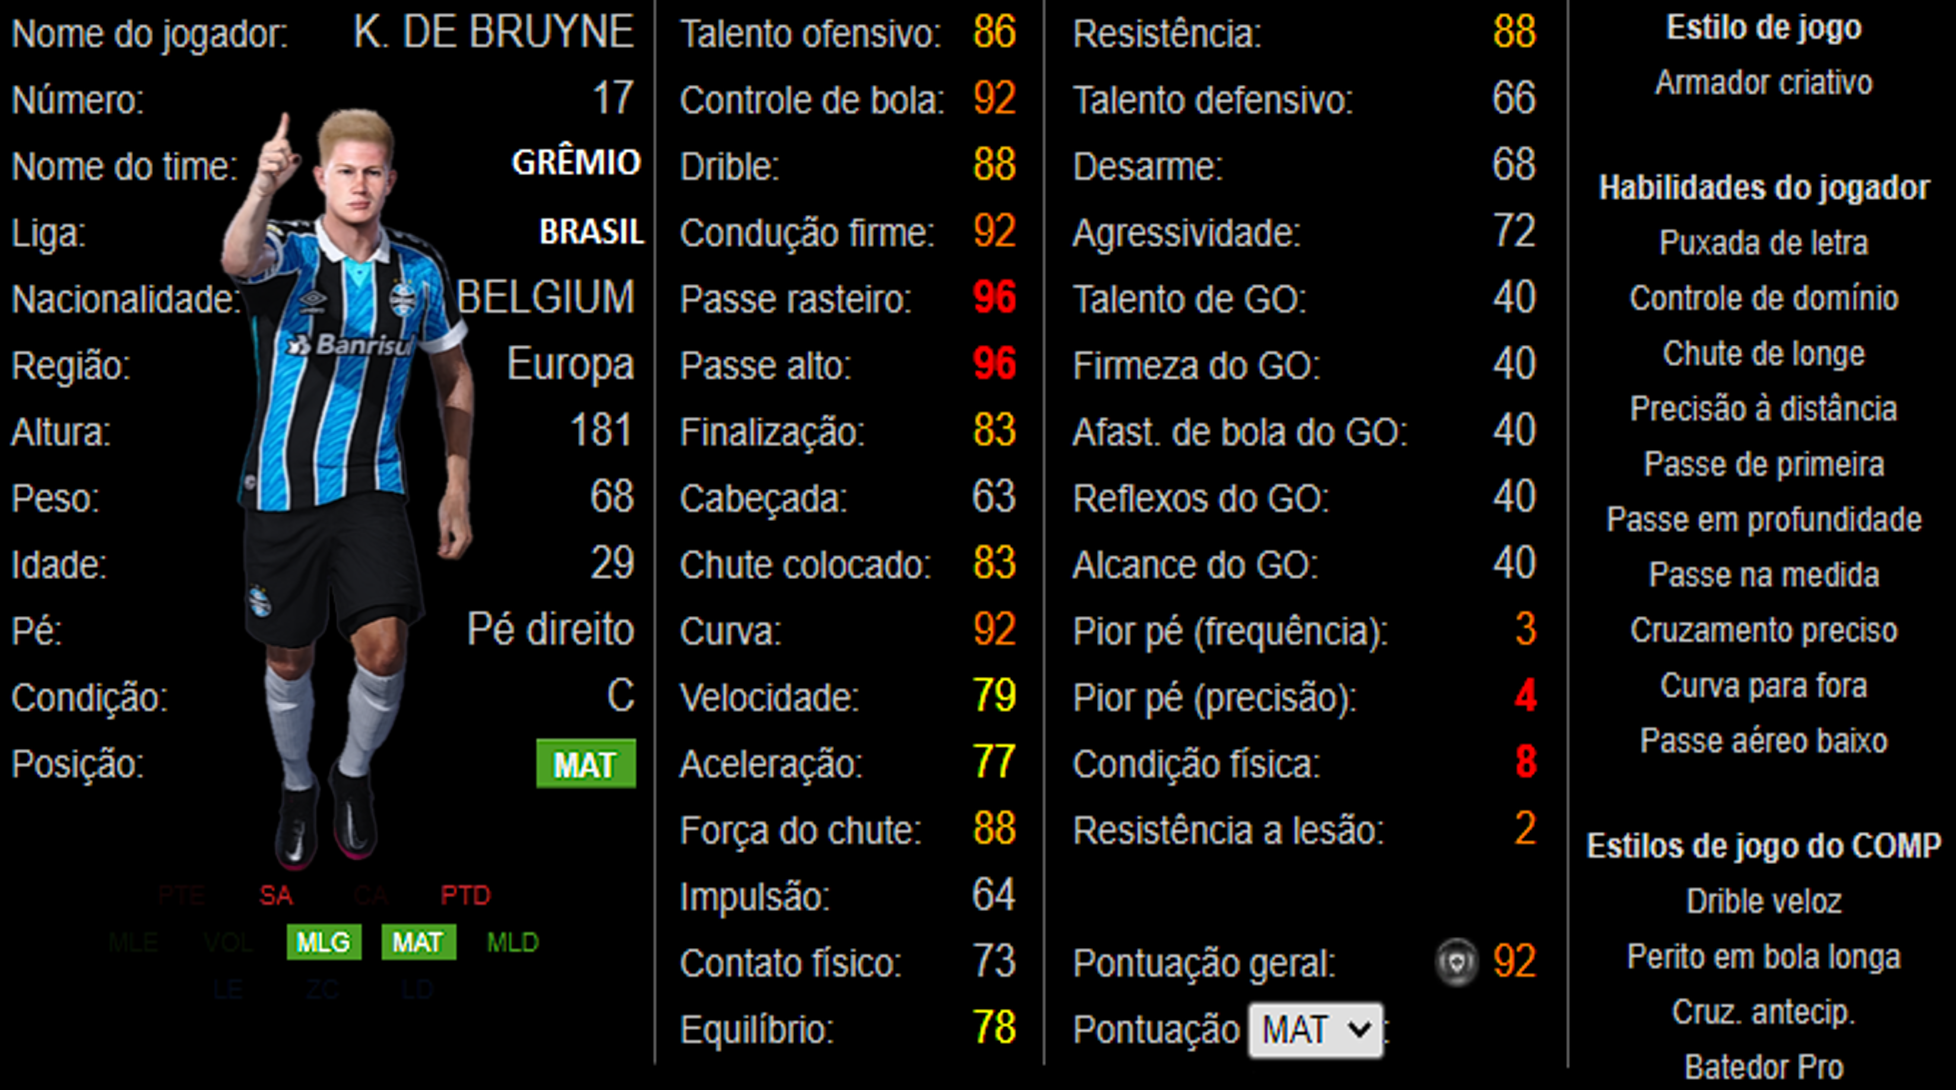 Nome do jogador: K. DE BRUYNE
Número: 17
Nome do time: GRÊMIO
Liga: BRASIL
Nacionalidade: BELGIUM
Região: Europa
Altura: 181
Peso: 68
Idade: 29
Pé: Pé direito
Condição: C
Posição: MAT
Banrisul
PTE SA CA PTD
MLE VOL MLG MAT MLD
LE ZC LD
Talento ofensivo: 86
Controle de bola: 92
Drible: 88
Condução firme: 92
Passe rasteiro: 96
Passe alto: 96
Finalização: 83
Cabeçada: 63
Chute colocado: 83
Curva: 92
Velocidade: 79
Aceleração: 77
Força do chute: 88
Impulsão: 64
Contato físico: 73
Equilíbrio: 78
Resistência: 88
Talento defensivo: 66
Desarme: 68
Agressividade: 72
Talento de GO: 40
Firmeza do GO: 40
Afast. de bola do GO: 40
Reflexos do GO: 40
Alcance do GO: 40
Pior pé (frequência): 3
Pior pé (precisão): 4
Condição física: 8
Resistência a lesão: 2
Pontuação geral: 92
Pontuação MAT :
Estilo de jogo
Armador criativo
Habilidades do jogador
Puxada de letra
Controle de domínio
Chute de longe
Precisão à distância
Passe de primeira
Passe em profundidade
Passe na medida
Cruzamento preciso
Curva para fora
Passe aéreo baixo
Estilos de jogo do COMP
Drible veloz
Perito em bola longa
Cruz. antecip.
Batedor Pro